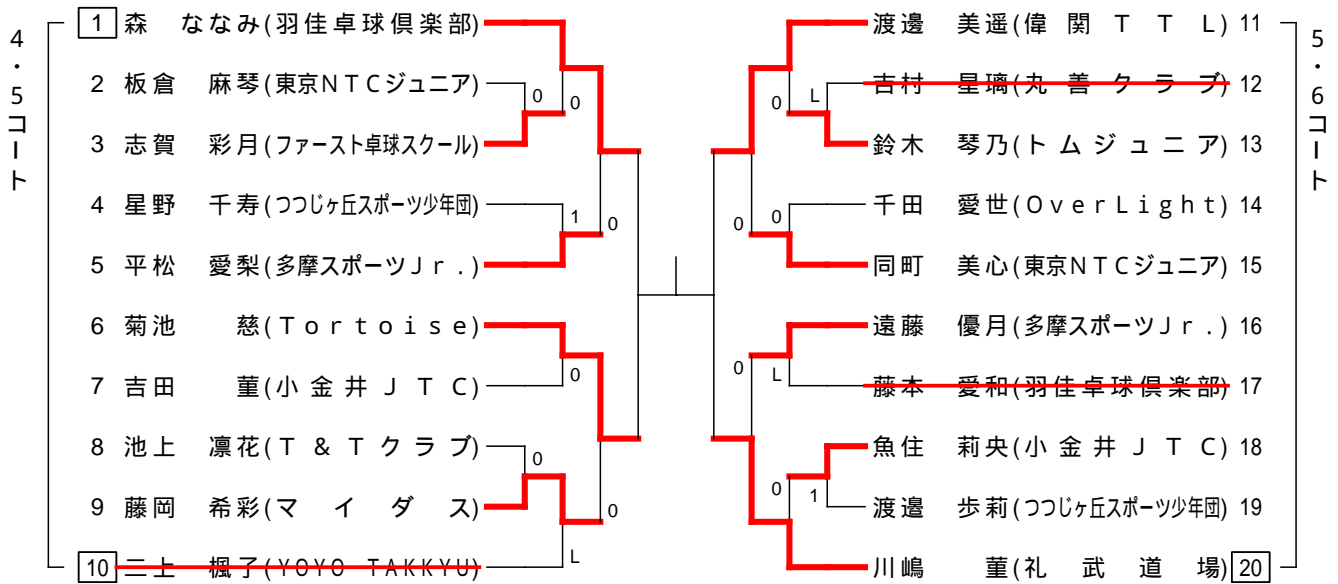 4・5コート
1 森 ななみ(羽佳卓球倶楽部)
2 板倉 麻琴(東京NTCジュニア)
0
0
3 志賀 彩月(ファースト卓球スクール)
4 星野 千寿(つつじヶ丘スポーツ少年団)
1
0
5 平松 愛梨(多摩スポーツJr.)
6 菊池 慈(Tortoise)
7 吉田 菫(小金井JTC)
0
8 池上 凛花(T&Tクラブ)
0
9 藤岡 希彩(マイダス)
0
10 二上 楓子(YOYO TAKKYU)
L
渡邊 美遥(偉関TTL) 11
5・6コート
0
L
吉村 星璃(丸善クラブ) 12
鈴木 琴乃(トムジュニア) 13
0
0
千田 愛世(OverLight) 14
同町 美心(東京NTCジュニア) 15
遠藤 優月(多摩スポーツJr.) 16
0
L
藤本 愛和(羽佳卓球倶楽部) 17
魚住 莉央(小金井JTC) 18
0
1
渡邉 歩莉(つつじヶ丘スポーツ少年団) 19
川嶋 菫(礼武道場) 20